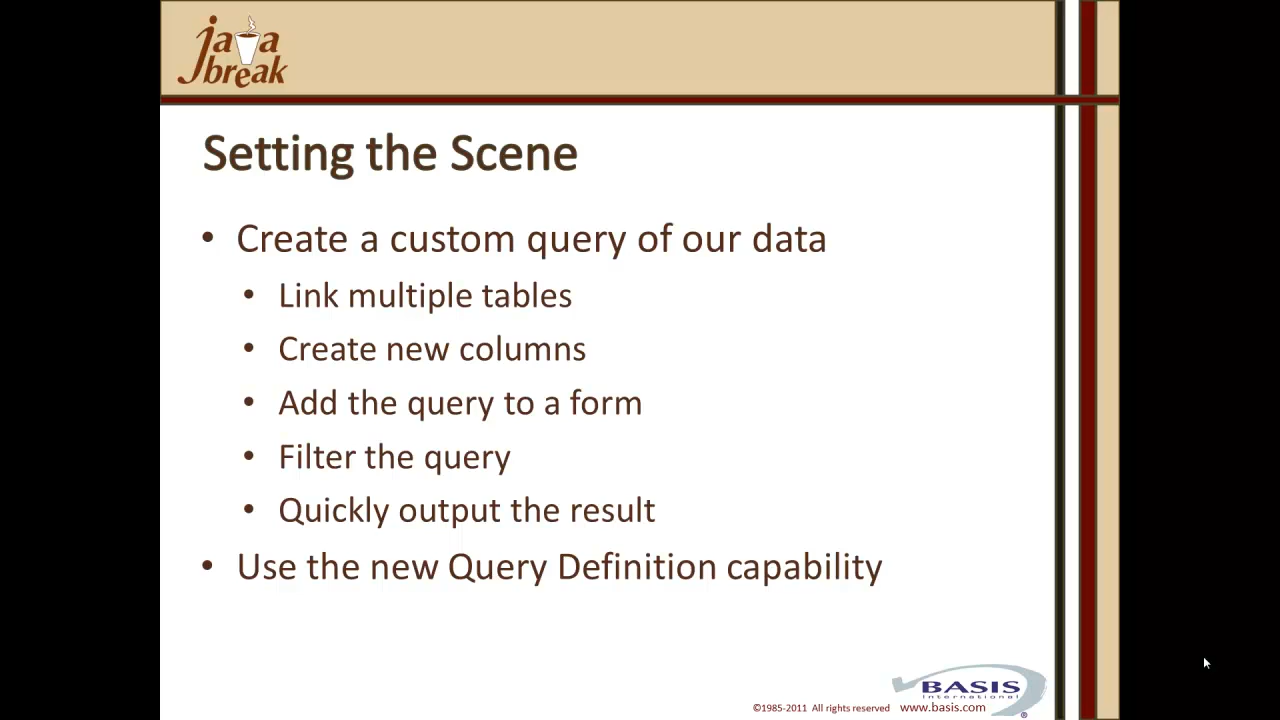 java
break
Setting the Scene
• Create a custom query of our data
• Link multiple tables
• Create new columns
• Add the query to a form
• Filter the query
• Quickly output the result
• Use the new Query Definition capability
BASIS
International
®
©1985-2011 All rights reserved www.basis.com